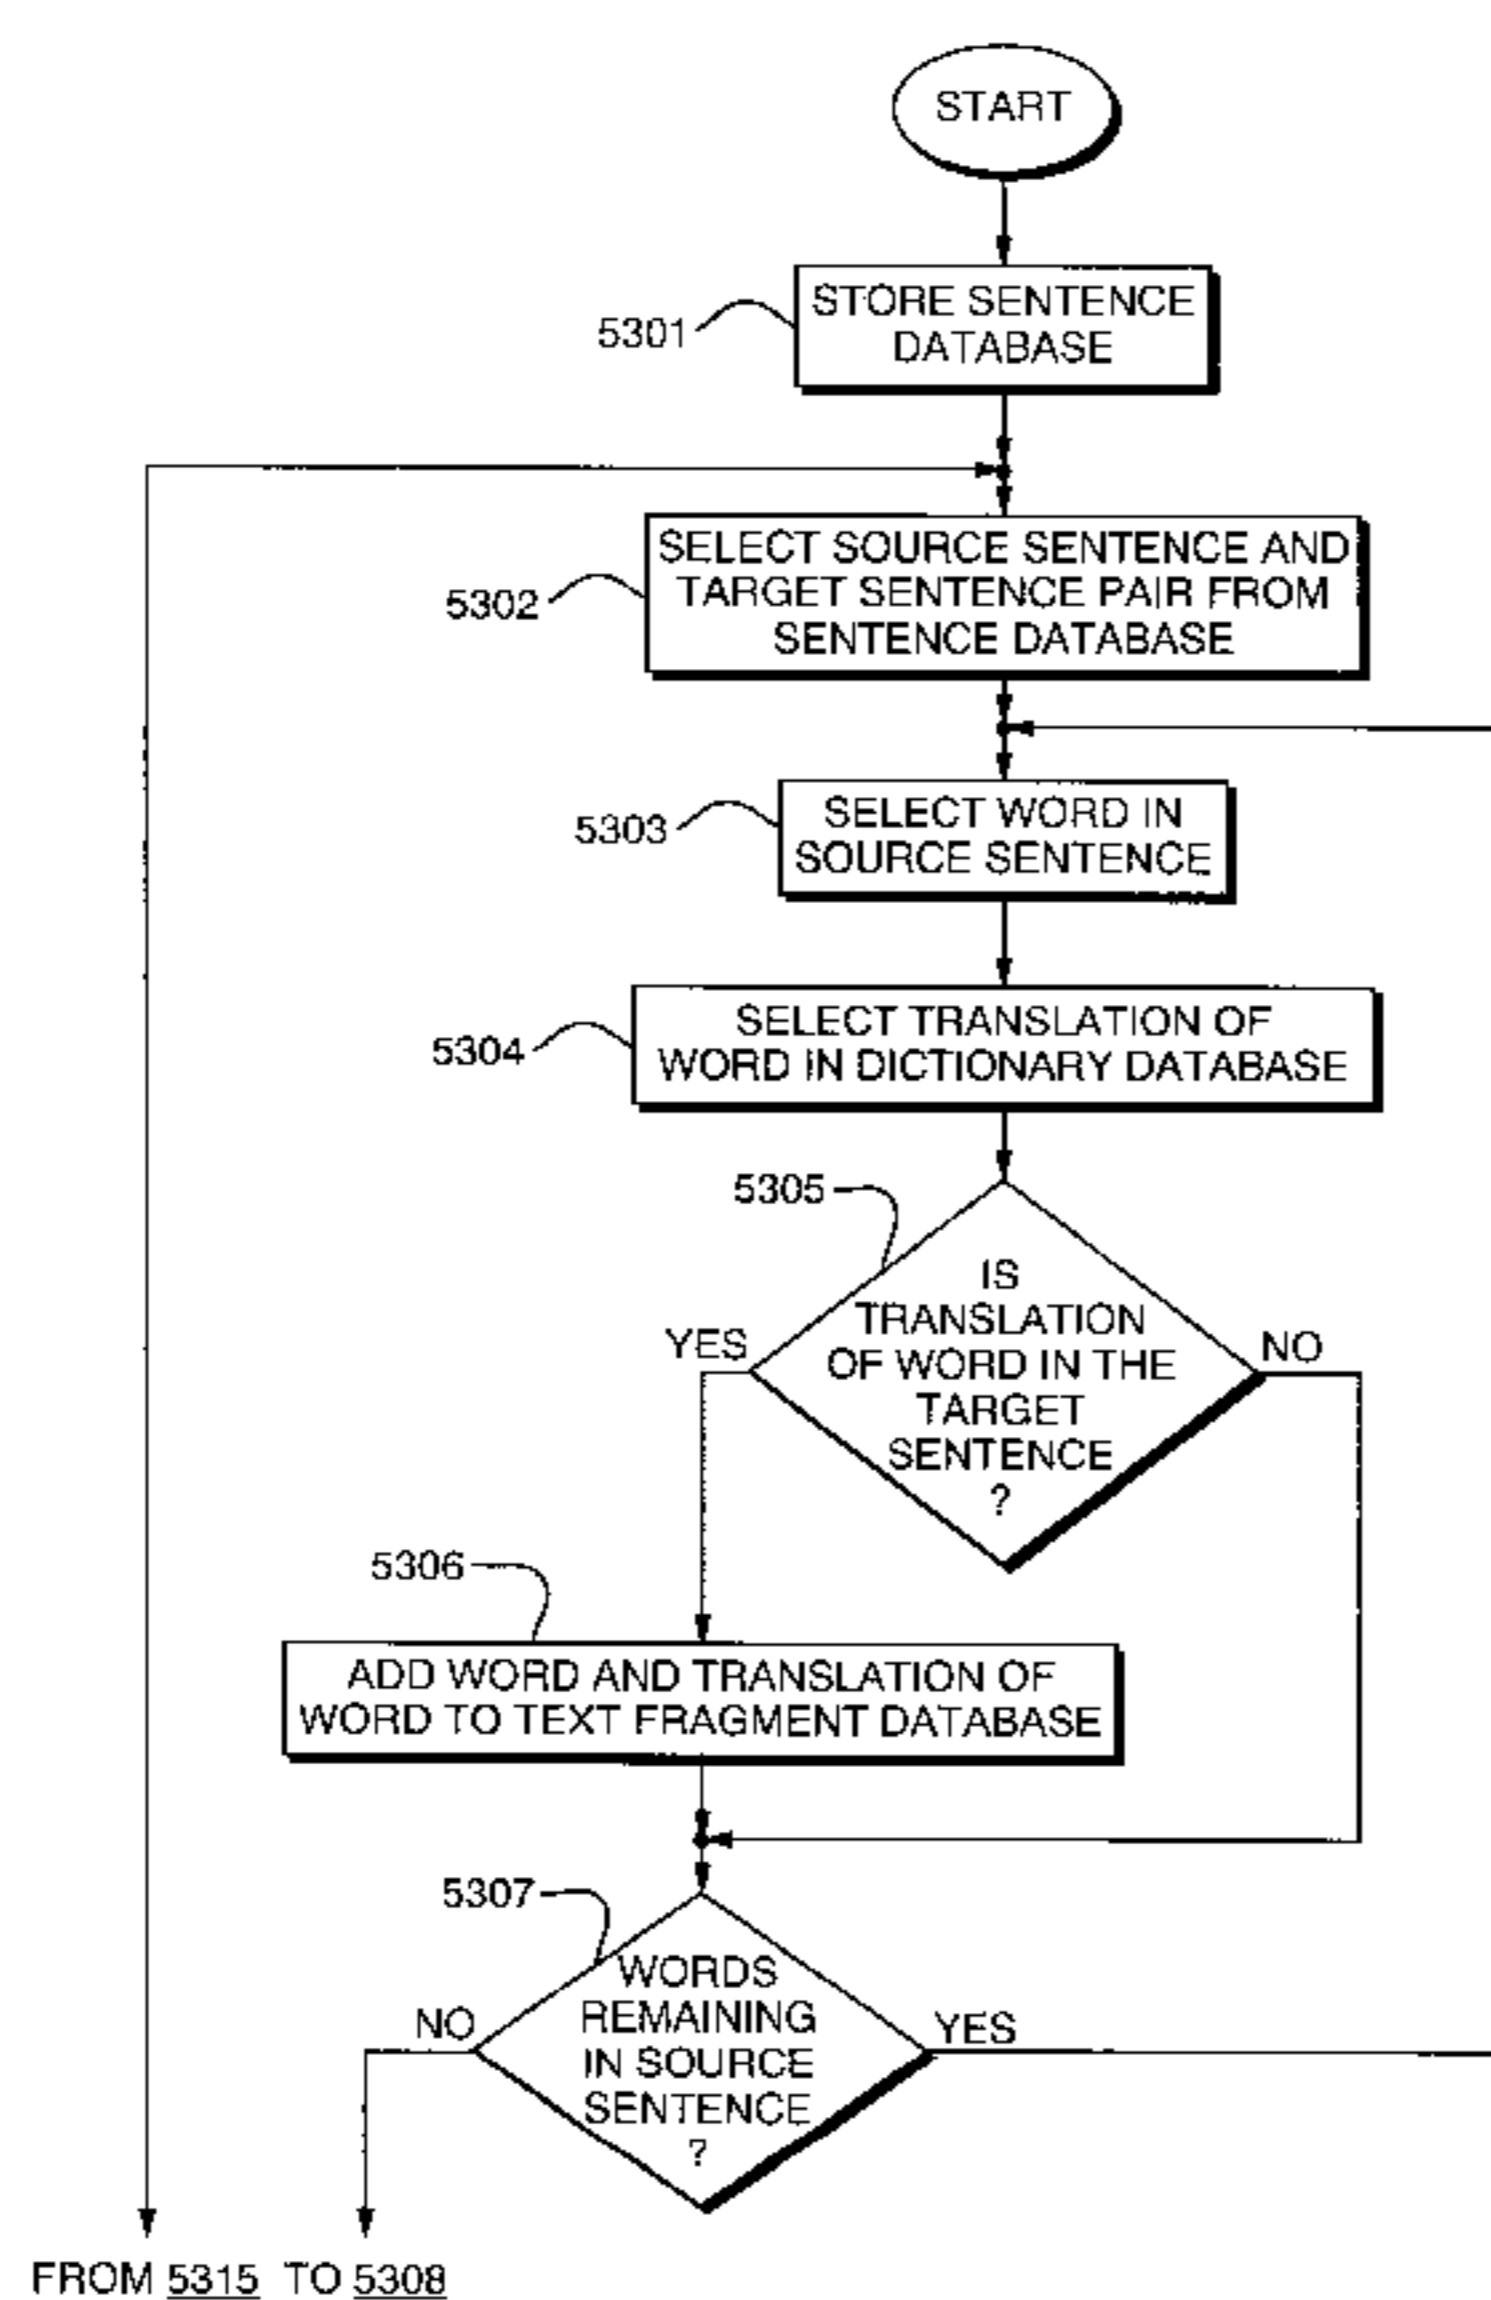 START
5301
STORE SENTENCE
DATABASE
5302
SELECT SOURCE SENTENCE AND
TARGET SENTENCE PAIR FROM
SENTENCE DATABASE
5303
SELECT WORD IN
SOURCE SENTENCE
5304
SELECT TRANSLATION OF
WORD IN DICTIONARY DATABASE
5305
IS
TRANSLATION
OF WORD IN THE
TARGET
SENTENCE
?
YES
NO
5306
ADD WORD AND TRANSLATION OF
WORD TO TEXT FRAGMENT DATABASE
5307
WORDS
REMAINING
IN SOURCE
SENTENCE
?
NO
YES
FROM 5315 TO 5308